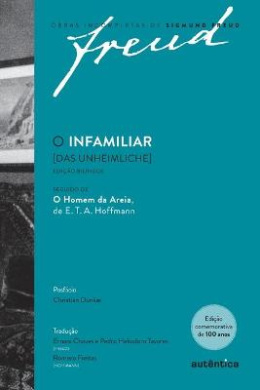 OBRAS INCOMPLETAS DE SIGMUND FREUD
freud
O INFAMILIAR
[DAS UNHEIMLICHE]
EDIÇÃO BILÍNGUE
SEGUIDO DE
O Homem da Areia,
de E. T. A. Hoffmann
Prefácio
Christian Dunker
Edição
comemorativa
de 100 anos
Tradução
Ernani Chaves e Pedro Heliodoro Tavares
Romero Freitas
autêntica